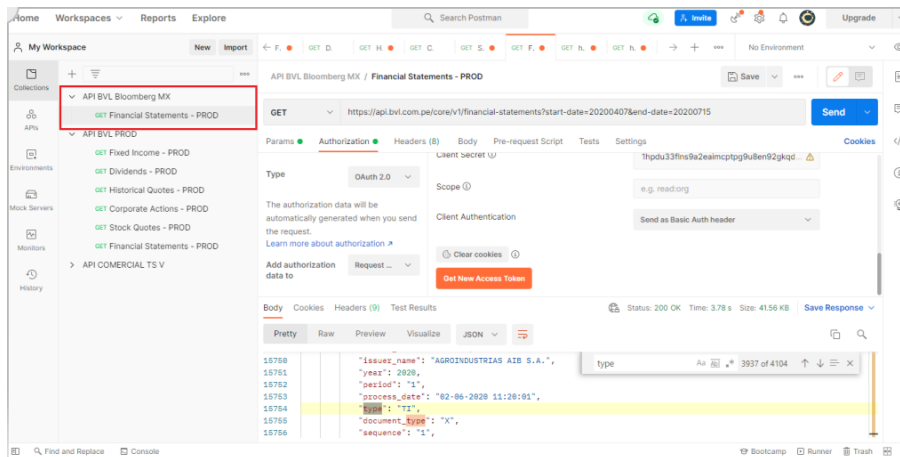 Home Workspaces Reports Explore Search Postman Invite Upgrade
My Workspace New Import F. GET D. GET H. GET C. GET S. GET F. GET h. GET h. No Environment
Collections
APIs
Environments
Mock Servers
Monitors
History
API BVL Bloomberg MX
GET Financial Statements - PROD
API BVL PROD
GET Fixed Income - PROD
GET Dividends - PROD
GET Historical Quotes - PROD
GET Corporate Actions - PROD
GET Stock Quotes - PROD
GET Financial Statements - PROD
API COMERCIAL TS V
API BVL Bloomberg MX / Financial Statements - PROD Save
GET https://api.bvl.com.pe/core/v1/financial-statements?start-date=20200407&end-date=20200715 Send
Params Authorization Headers (8) Body Pre-request Script Tests Settings Cookies
Type OAuth 2.0
The authorization data will be
automatically generated when you send
the request.
Learn more about authorization
Add authorization
data to
Request ...
Client Secret
Scope e.g. read:org
Client Authentication Send as Basic Auth header
Clear cookies
Get New Access Token
Body Cookies Headers (9) Test Results Status: 200 OK Time: 3.78 s Size: 41.56 KB Save Response
Pretty Raw Preview Visualize JSON
type Aa ab .* 3937 of 4104
15750 "issuer_name": "AGROINDUSTRIAS AIB S.A.",
15751 "year": 2020,
15752 "period": "1",
15753 "process_date": "02-06-2020 11:20:01",
15754 "type": "TI",
15755 "document_type": "X",
15756 "sequence": "1",
Find and Replace Console Bootcamp Runner Trash